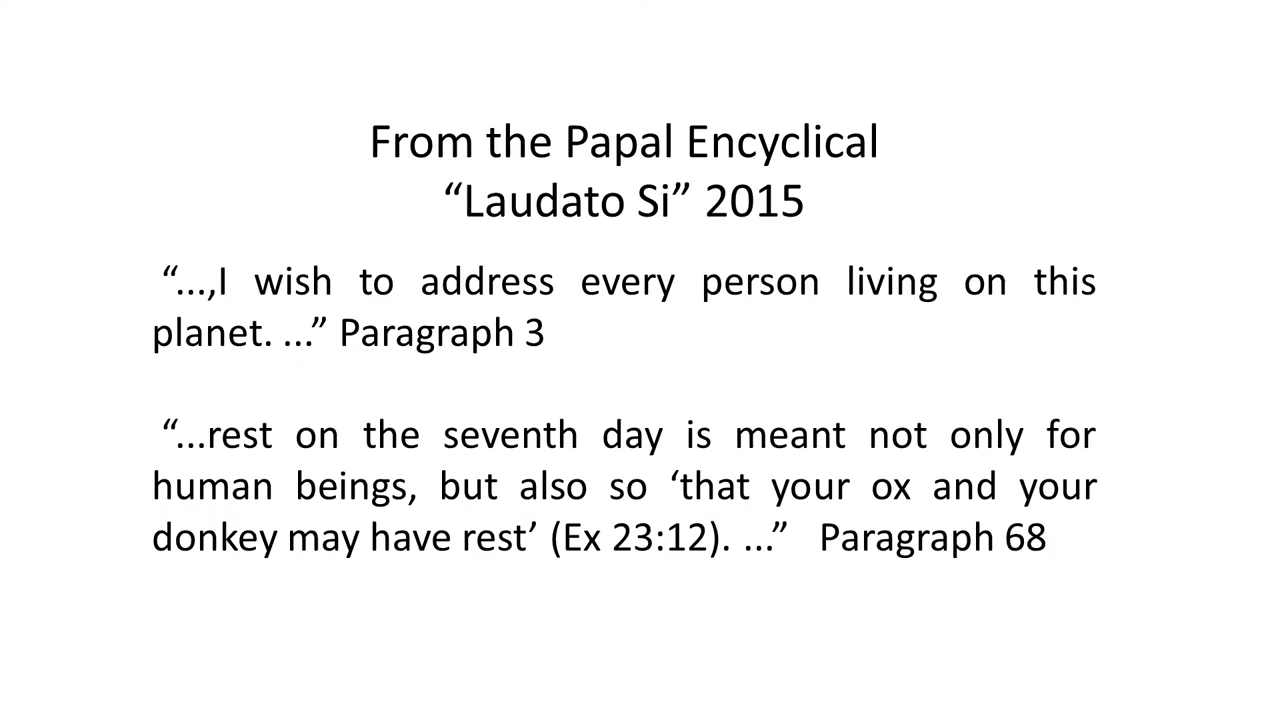 From the Papal Encyclical
“Laudato Si” 2015
“...,I wish to address every person living on this
planet. ...” Paragraph 3
“...rest on the seventh day is meant not only for
human beings, but also so ‘that your ox and your
donkey may have rest’ (Ex 23:12). ...” Paragraph 68